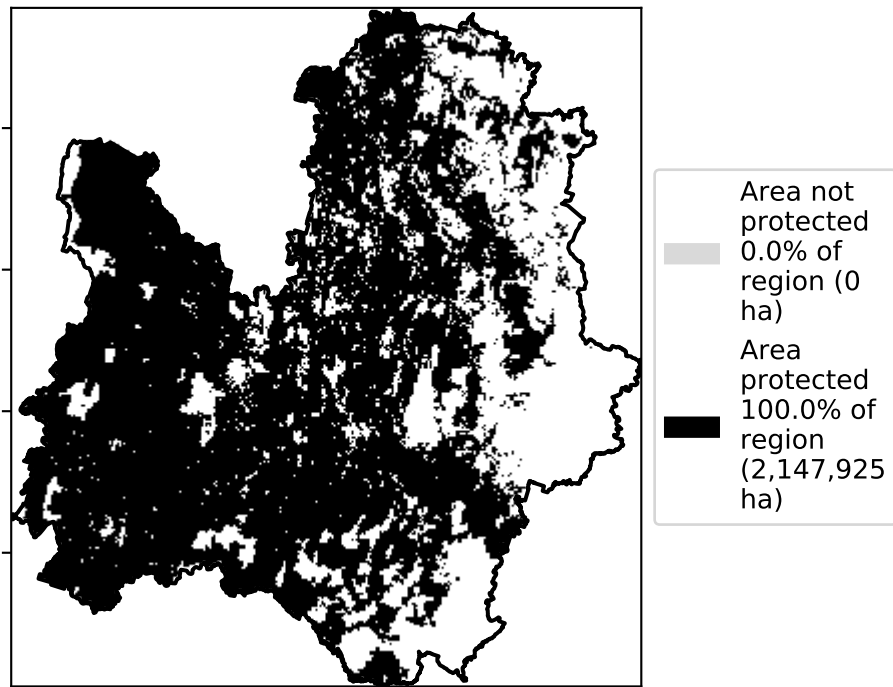 Area not
protected
0.0% of
region (0
ha)
Area
protected
100.0% of
region
(2,147,925
ha)